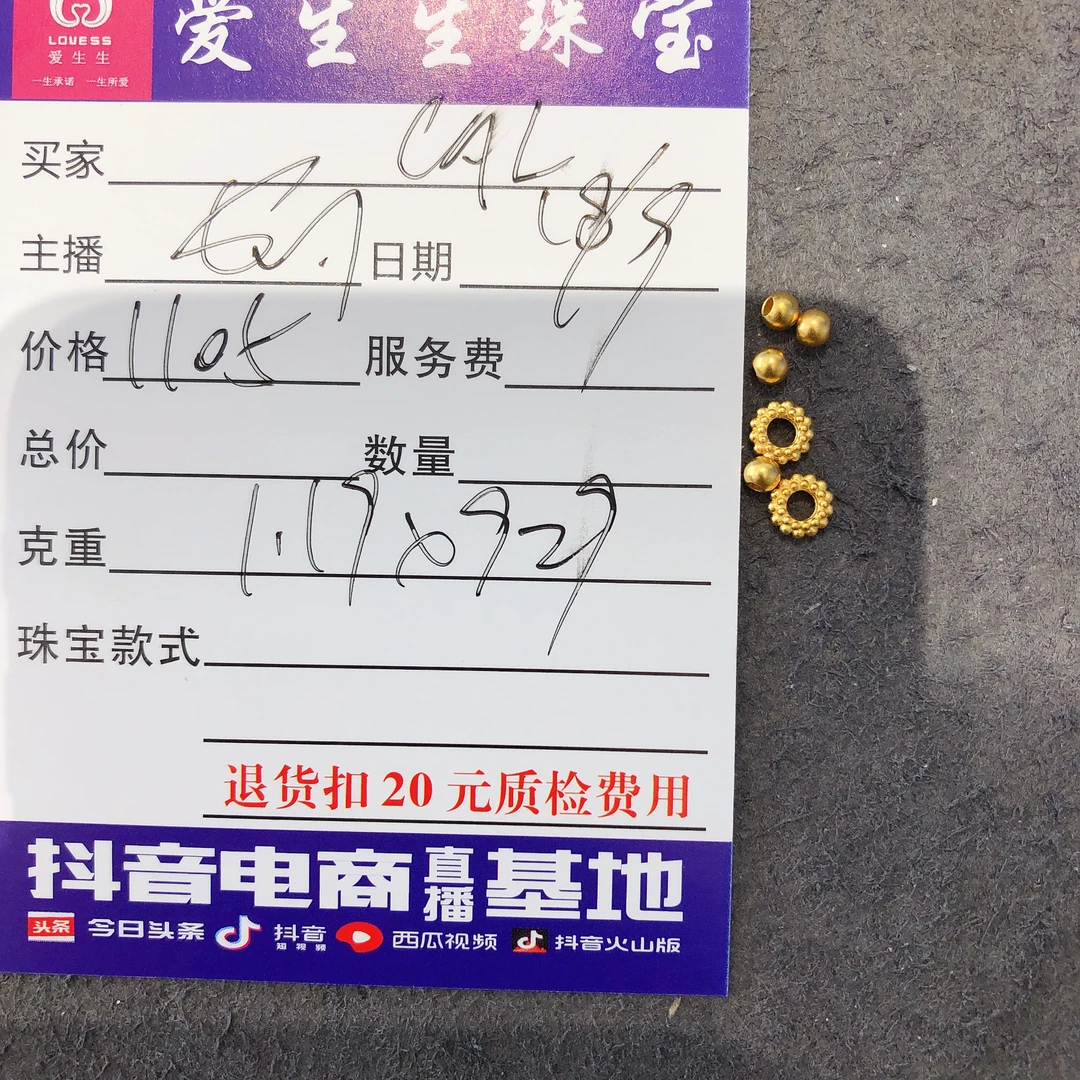 爱生生珠宝
LOVESS
爱生生
一生承诺 一生所爱
买家 CAL
主播 日期
价格 1105 服务费
总价 数量
克重 1.19×929
珠宝款式
退货扣20元质检费用
抖音电商直播基地
头条 今日头条 抖音短视频 西瓜视频 抖音火山版